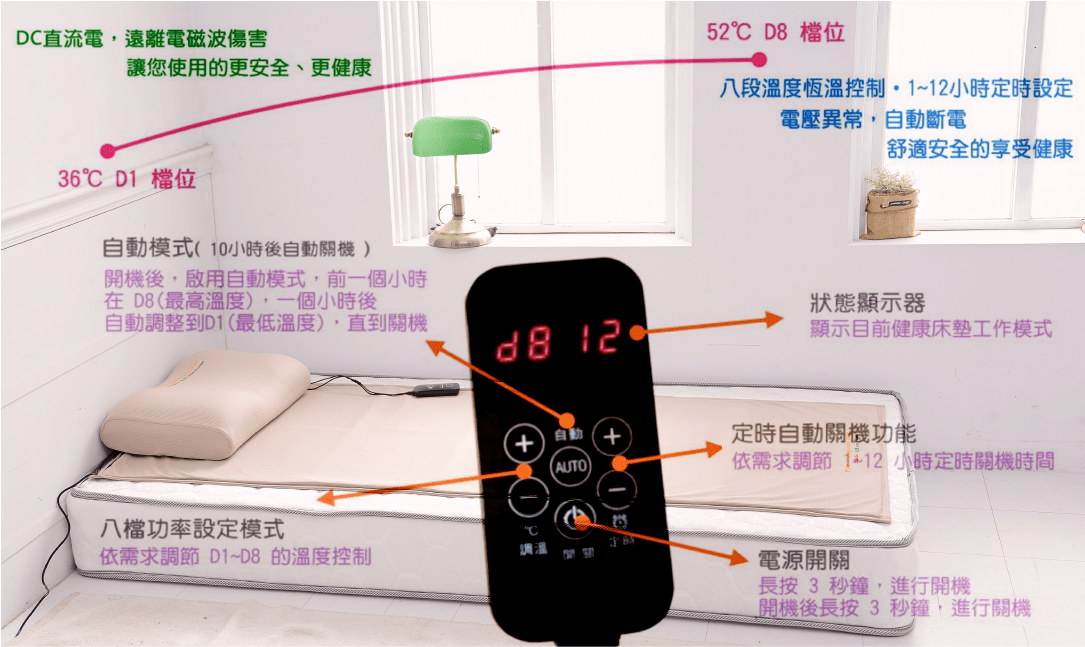 DC直流電，遠離電磁波傷害
讓您使用的更安全、更健康
52℃ D8 檔位
八段溫度恆溫控制・1~12小時定時設定
電壓異常，自動斷電
舒適安全的享受健康
36℃ D1 檔位
自動模式( 10小時後自動關機 )
開機後，啟用自動模式，前一個小時
在 D8(最高溫度)，一個小時後
自動調整到D1(最低溫度)，直到關機
狀態顯示器
顯示目前健康床墊工作模式
d8 12
自動
AUTO
℃
調溫
開關
定時
定時自動關機功能
依需求調節 1~12 小時定時關機時間
八檔功率設定模式
依需求調節 D1~D8 的溫度控制
電源開關
長按 3 秒鐘，進行開機
開機後長按 3 秒鐘，進行關機